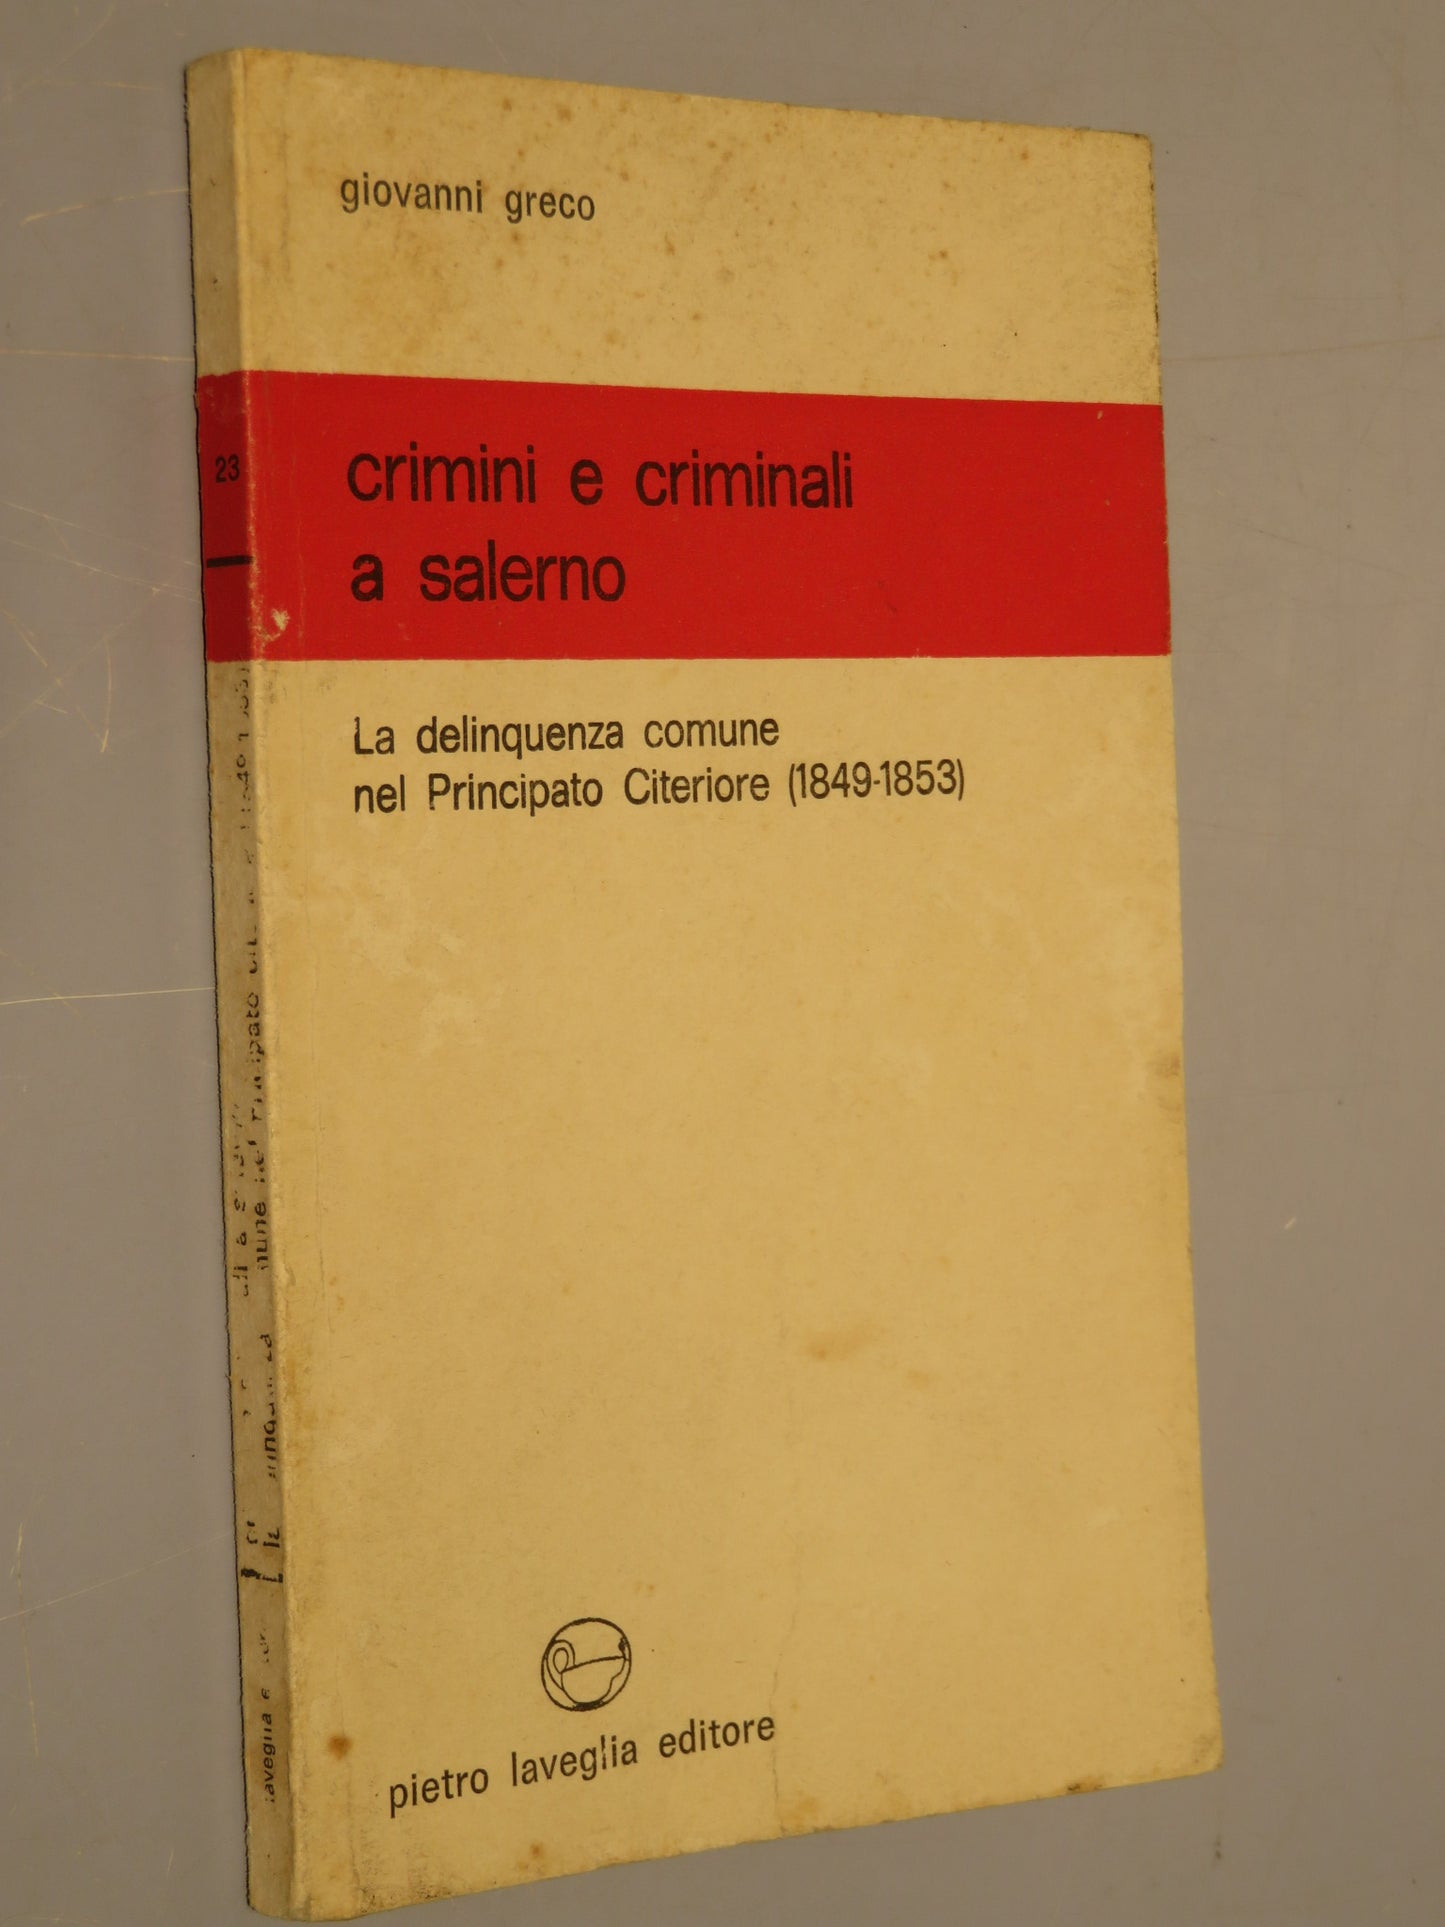 giovanni greco
crimini e criminali
a salerno
La delinquenza comune
nel Principato Citeriore (1849-1853)
pietro laveglia editore
23